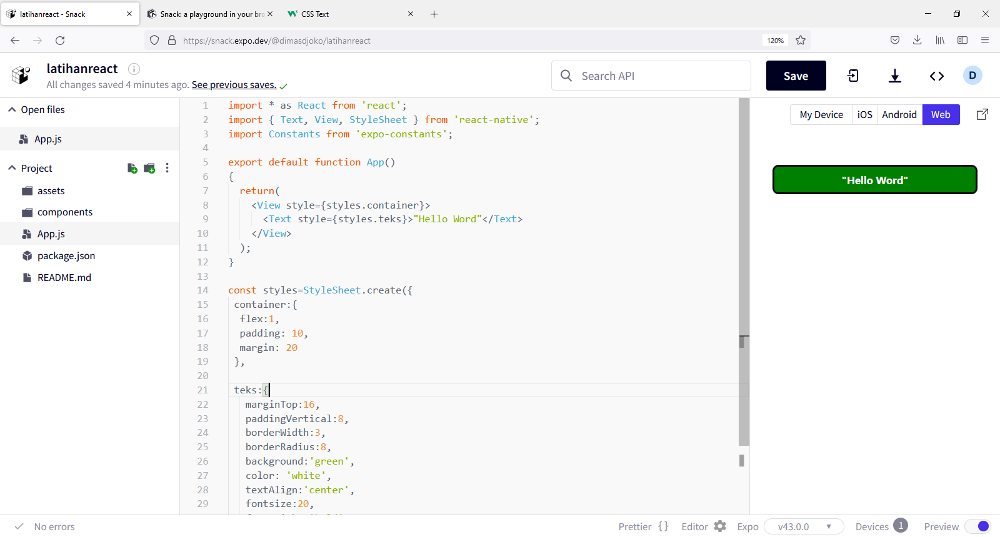 latihanreact - Snack
Snack: a playground in your bro
CSS Text
https://snack.expo.dev/@dimasdjoko/latihanreact
120%
latihanreact
All changes saved 4 minutes ago. See previous saves.
Search API
Save
D
Open files
App.js
Project
assets
components
App.js
package.json
README.md
1 import * as React from 'react';
2 import { Text, View, StyleSheet } from 'react-native';
3 import Constants from 'expo-constants';
4
5 export default function App()
6 {
7 return(
8 <View style={styles.container}>
9 <Text style={styles.teks}>"Hello Word"</Text>
10 </View>
11 );
12 }
13
14 const styles=StyleSheet.create({
15 container:{
16 flex:1,
17 padding: 10,
18 margin: 20
19 },
20
21 teks:{
22 marginTop:16,
23 paddingVertical:8,
24 borderWidth:3,
25 borderRadius:8,
26 background:'green',
27 color: 'white',
28 textAlign:'center',
29 fontsize:20,
My Device iOS Android Web
"Hello Word"
No errors
Prettier {} Editor Expo v43.0.0 Devices 1 Preview